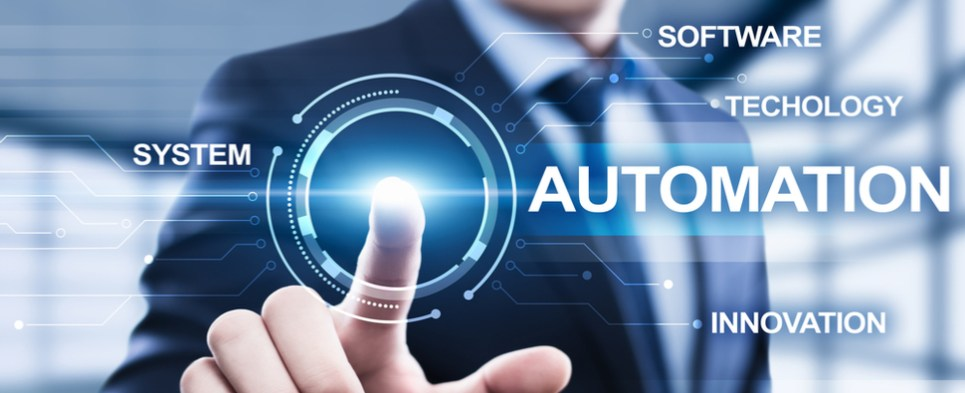 SOFTWARE
TECHOLOGY
SYSTEM
AUTOMATION
INNOVATION